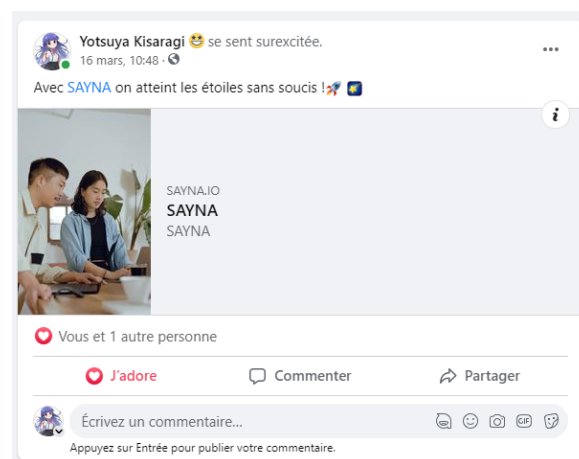 Yotsuya Kisaragi 😃 se sent surexcitée.
16 mars, 10:48 ·
Avec SAYNA on atteint les étoiles sans soucis !🚀 🌠
i
SAYNA.IO
SAYNA
SAYNA
Vous et 1 autre personne
J'adore
Commenter
Partager
Écrivez un commentaire...
GIF
Appuyez sur Entrée pour publier votre commentaire.